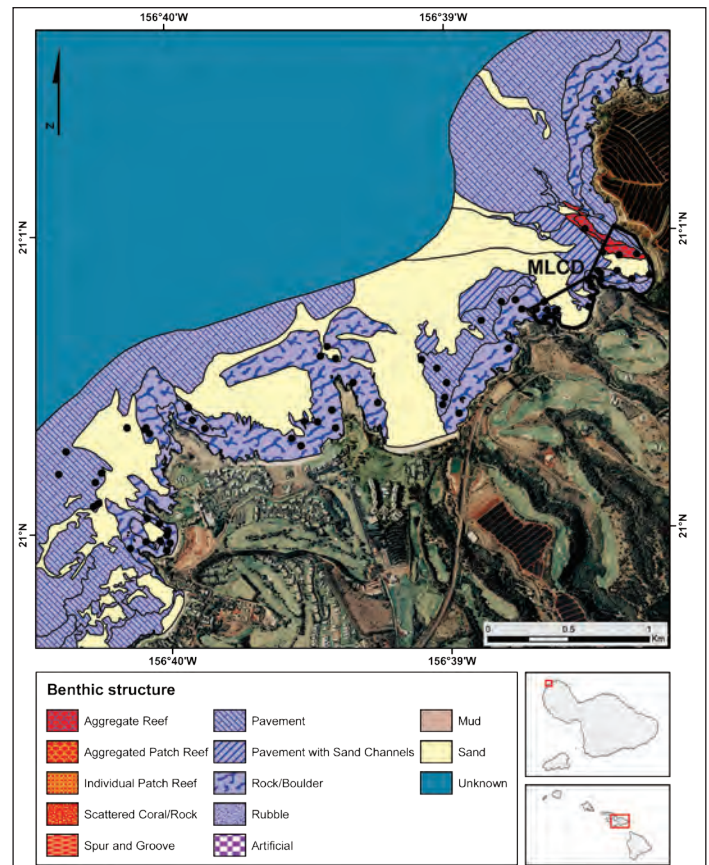 156°40'W 156°39'W
N
21°1'N 21°1'N
MLCD
21°N 21°N
0 0.5 1
Km
156°40'W 156°39'W
Benthic structure
Aggregate Reef Pavement Mud
Aggregated Patch Reef Pavement with Sand Channels Sand
Individual Patch Reef Rock/Boulder Unknown
Scattered Coral/Rock Rubble
Spur and Groove Artificial